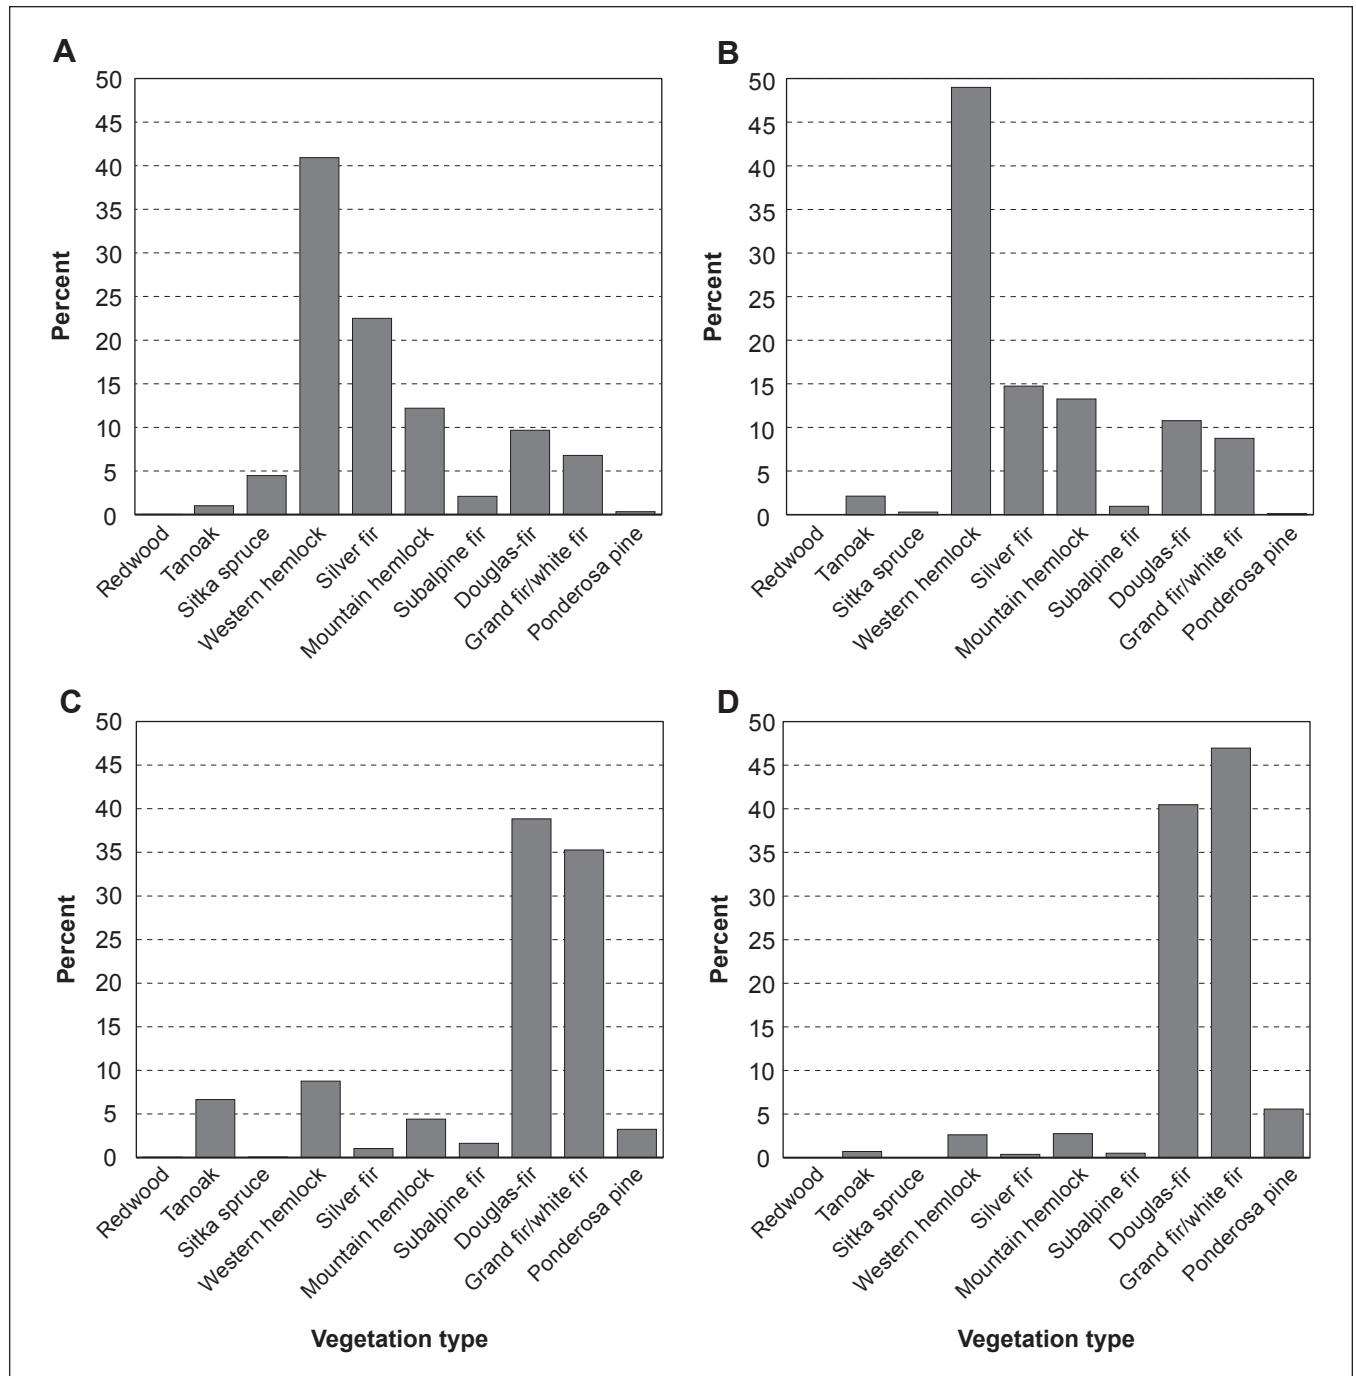 A
50
45
40
35
30
25
20
15
10
5
0
Percent
Redwood
Tanoak
Sitka spruce
Western hemlock
Silver fir
Mountain hemlock
Subalpine fir
Douglas-fir
Grand fir/white fir
Ponderosa pine
B
50
45
40
35
30
25
20
15
10
5
0
Percent
Redwood
Tanoak
Sitka spruce
Western hemlock
Silver fir
Mountain hemlock
Subalpine fir
Douglas-fir
Grand fir/white fir
Ponderosa pine
C
50
45
40
35
30
25
20
15
10
5
0
Percent
Redwood
Tanoak
Sitka spruce
Western hemlock
Silver fir
Mountain hemlock
Subalpine fir
Douglas-fir
Grand fir/white fir
Ponderosa pine
Vegetation type
D
50
45
40
35
30
25
20
15
10
5
0
Percent
Redwood
Tanoak
Sitka spruce
Western hemlock
Silver fir
Mountain hemlock
Subalpine fir
Douglas-fir
Grand fir/white fir
Ponderosa pine
Vegetation type